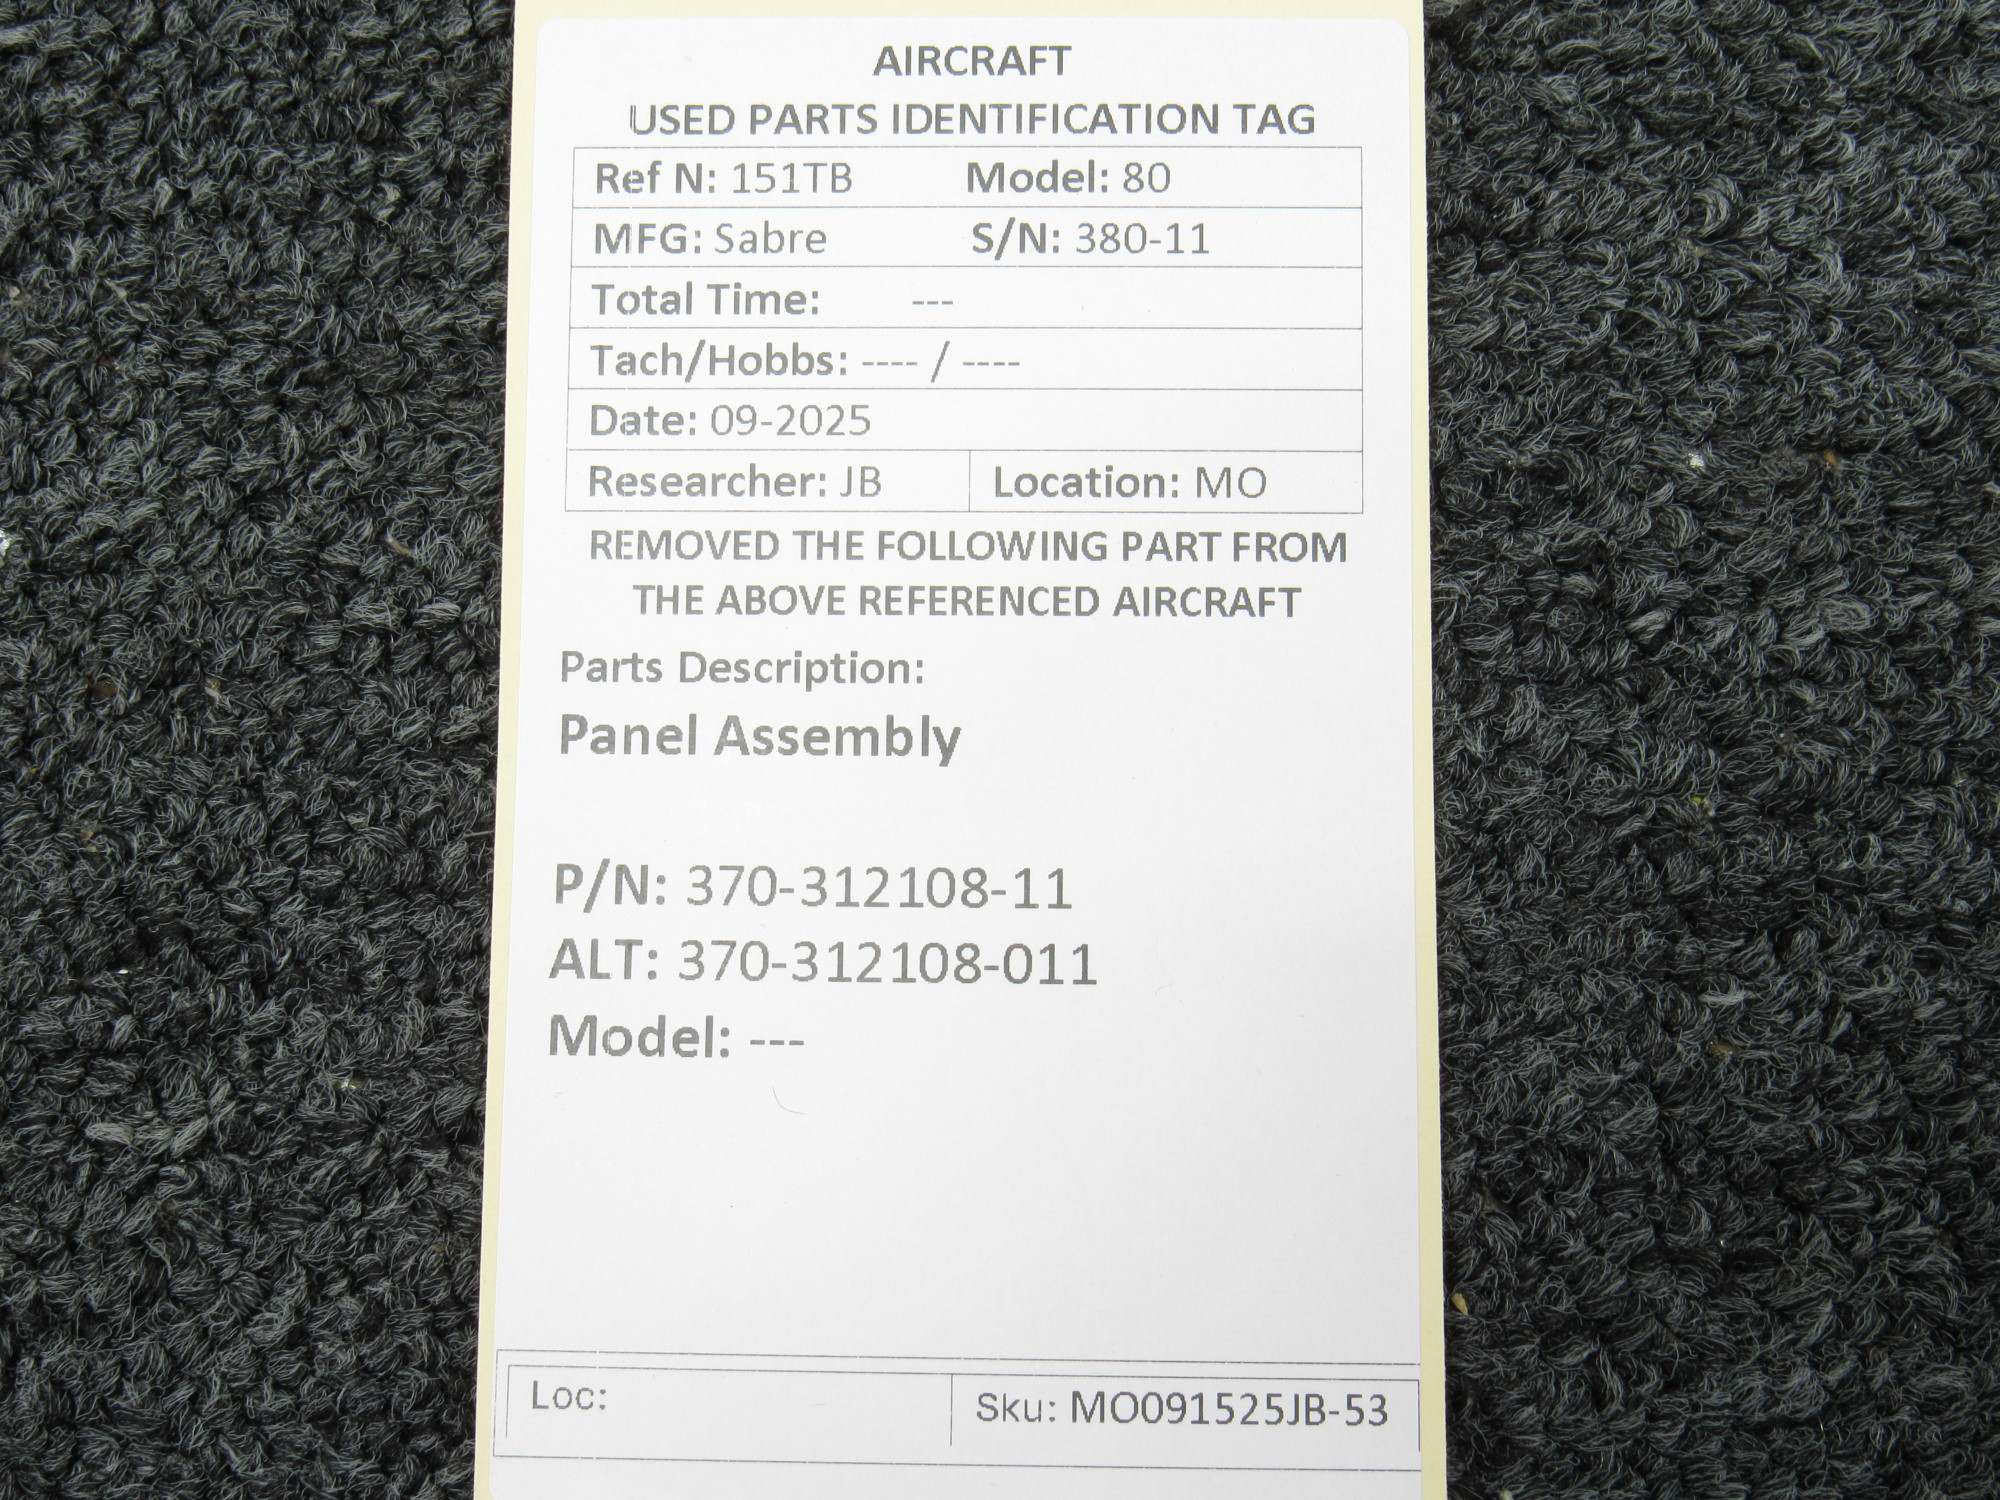 AIRCRAFT
USED PARTS IDENTIFICATION TAG
Ref N: 151TB Model: 80
MFG: Sabre S/N: 380-11
Total Time: ---
Tach/Hobbs: ---- / ----
Date: 09-2025
Researcher: JB Location: MO
REMOVED THE FOLLOWING PART FROM
THE ABOVE REFERENCED AIRCRAFT
Parts Description:
Panel Assembly
P/N: 370-312108-11
ALT: 370-312108-011
Model: ---
Loc: Sku: MO091525JB-53